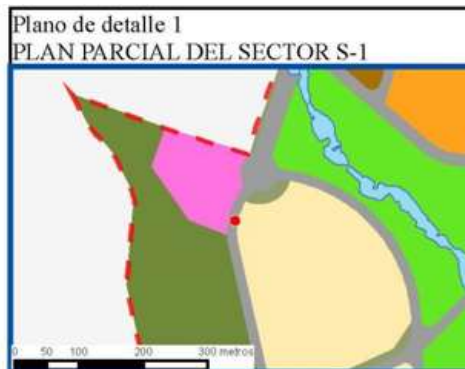 Plano de detalle 1
PLAN PARCIAL DEL SECTOR S-1
0 50 100 200 300 metros